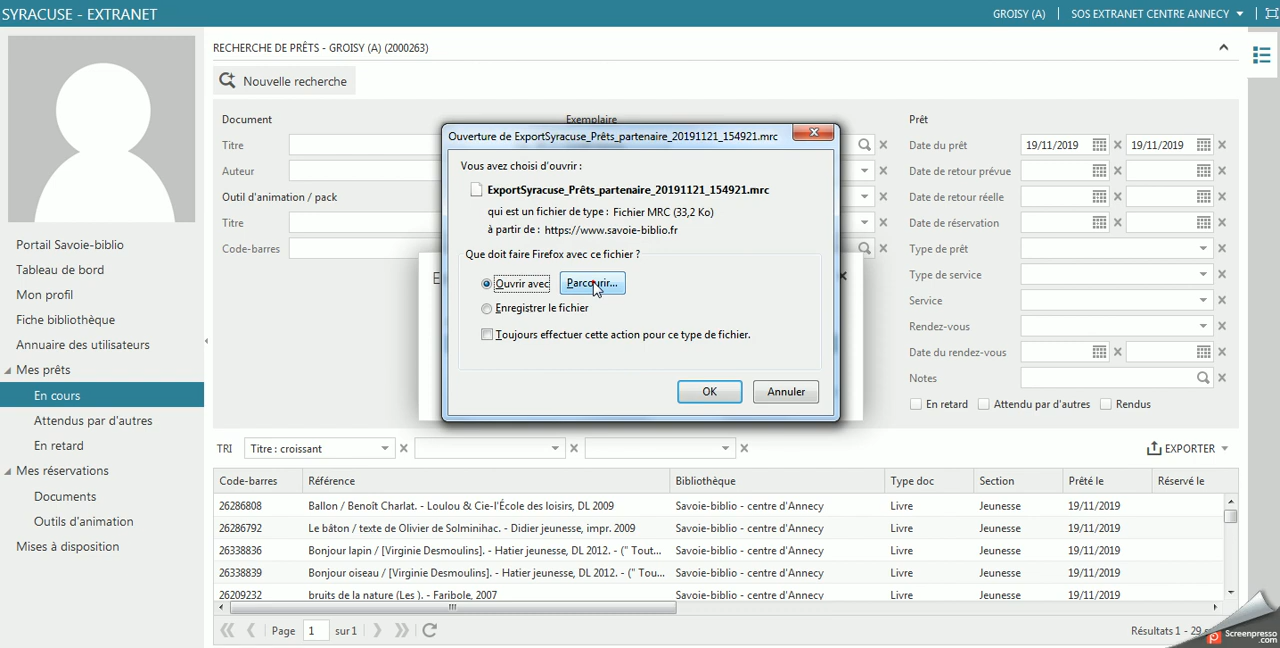 SYRACUSE - EXTRANET
GROISY (A)
SOS EXTRANET CENTRE ANNECY
RECHERCHE DE PRÊTS - GROISY (A) (2000263)
Nouvelle recherche
Document
Titre
Auteur
Outil d'animation / pack
Titre
Code-barres
Exemplaire
Prêt
Date du prêt 19/11/2019 19/11/2019
Date de retour prévue
Date de retour réelle
Date de réservation
Type de prêt
Type de service
Service
Rendez-vous
Date du rendez-vous
Notes
En retard Attendu par d'autres Rendus
Ouverture de ExportSyracuse_Prêts_partenaire_20191121_154921.mrc
Vous avez choisi d'ouvrir :
ExportSyracuse_Prêts_partenaire_20191121_154921.mrc
qui est un fichier de type : Fichier MRC (33,2 Ko)
à partir de : https://www.savoie-biblio.fr
Que doit faire Firefox avec ce fichier ?
Ouvrir avec Parcourir...
Enregistrer le fichier
Toujours effectuer cette action pour ce type de fichier.
OK Annuler
Portail Savoie-biblio
Tableau de bord
Mon profil
Fiche bibliothèque
Annuaire des utilisateurs
Mes prêts
En cours
Attendus par d'autres
En retard
Mes réservations
Documents
Outils d'animation
Mises à disposition
TRI Titre : croissant
EXPORTER
Code-barres Référence Bibliothèque Type doc Section Prêté le Réservé le
26286808 Ballon / Benoît Charlat. - Loulou & Cie-l'École des loisirs, DL 2009 Savoie-biblio - centre d'Annecy Livre Jeunesse 19/11/2019
26286792 Le bâton / texte de Olivier de Solminihac. - Didier jeunesse, impr. 2009 Savoie-biblio - centre d'Annecy Livre Jeunesse 19/11/2019
26338836 Bonjour lapin / [Virginie Desmoulins]. - Hatier jeunesse, DL 2012. - (" Tout... Savoie-biblio - centre d'Annecy Livre Jeunesse 19/11/2019
26338839 Bonjour oiseau / [Virginie Desmoulins]. - Hatier jeunesse, DL 2012. - (" Tou... Savoie-biblio - centre d'Annecy Livre Jeunesse 19/11/2019
26209232 bruits de la nature (Les ). - Faribole, 2007 Savoie-biblio - centre d'Annecy Livre Jeunesse 19/11/2019
Page 1 sur 1
Résultats 1 - 29
Screenpresso
.com